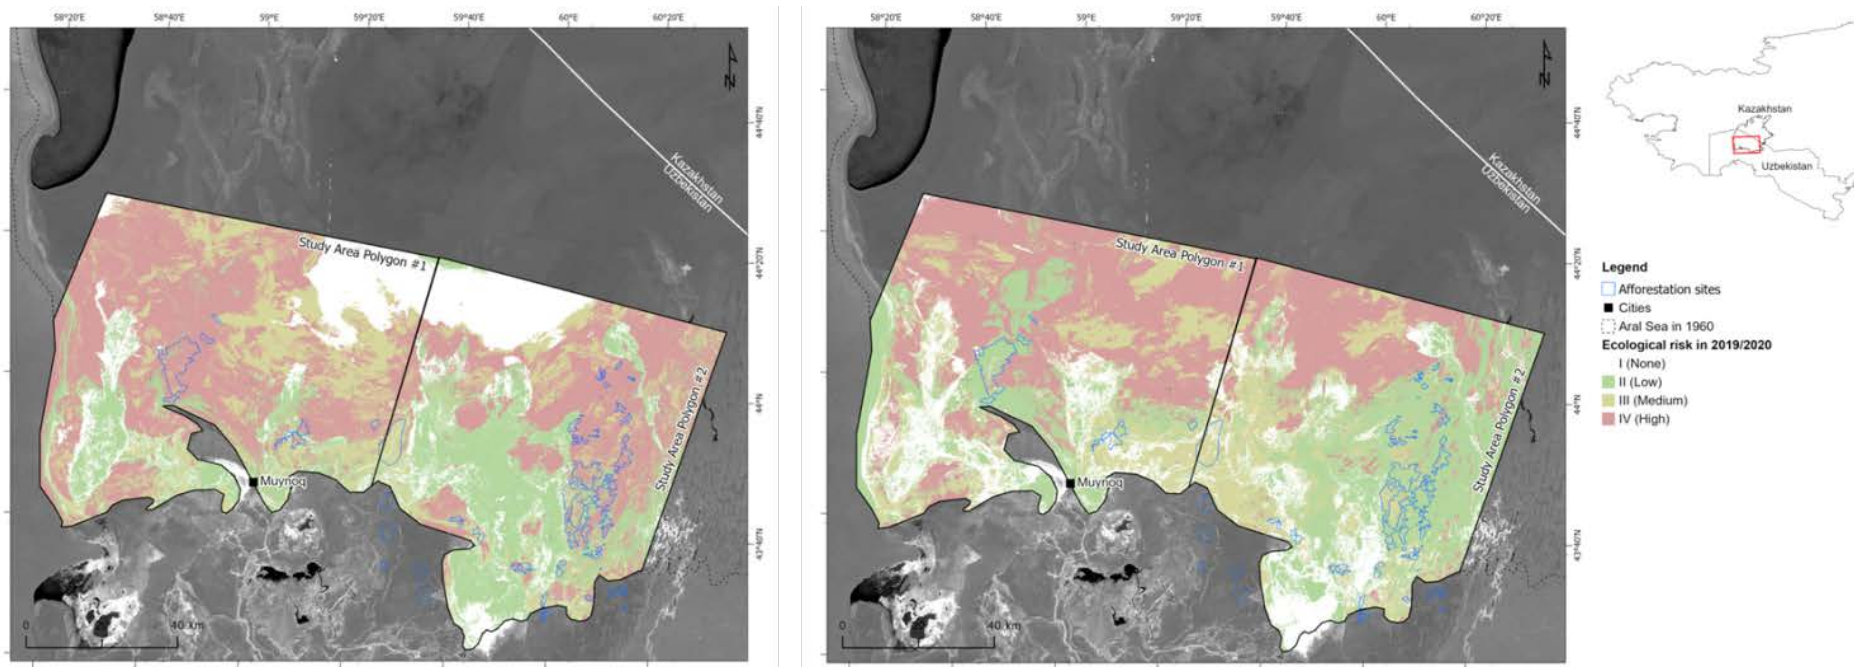 58°20'E 58°40'E 59°E 59°20'E 59°40'E 60°E 60°20'E
N
44°40'N
Kazakhstan
Uzbekistan
44°20'N
Study Area Polygon #1
44°N
Study Area Polygon #2
Muynoq
43°40'N
0 40 km
58°20'E 58°40'E 59°E 59°20'E 59°40'E 60°E 60°20'E
N
44°40'N
Kazakhstan
Uzbekistan
44°20'N
Study Area Polygon #1
44°N
Study Area Polygon #2
Muynoq
43°40'N
0 40 km
Kazakhstan
Uzbekistan
Legend
Afforestation sites
Cities
Aral Sea in 1960
Ecological risk in 2019/2020
I (None)
II (Low)
III (Medium)
IV (High)